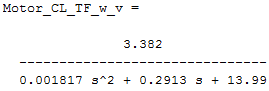 Motor_CL_TF_w_v =
3.382
-------------------------------
0.001817 s^2 + 0.2913 s + 13.99